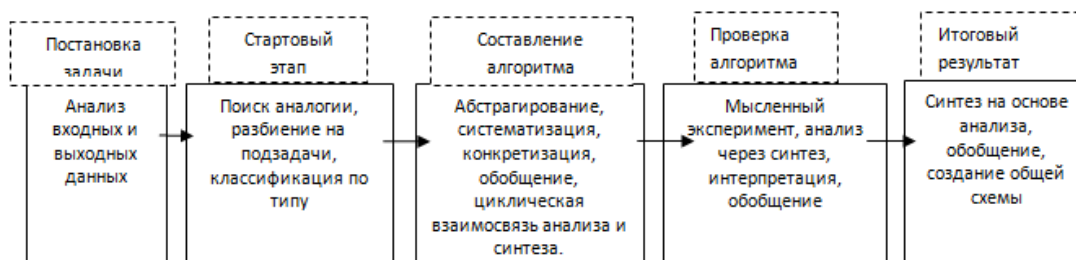 Постановка
задачи
Анализ
входных и
выходных
данных
Стартовый
этап
Поиск аналогии,
разбиение на
подзадачи,
классификация по
типу
Составление
алгоритма
Абстрагирование,
систематизация,
конкретизация,
обобщение,
циклическая
взаимосвязь анализа и
синтеза.
Проверка
алгоритма
Мысленный
эксперимент, анализ
через синтез,
интерпретация,
обобщение
Итоговый
результат
Синтез на основе
анализа,
обобщение,
создание общей
схемы